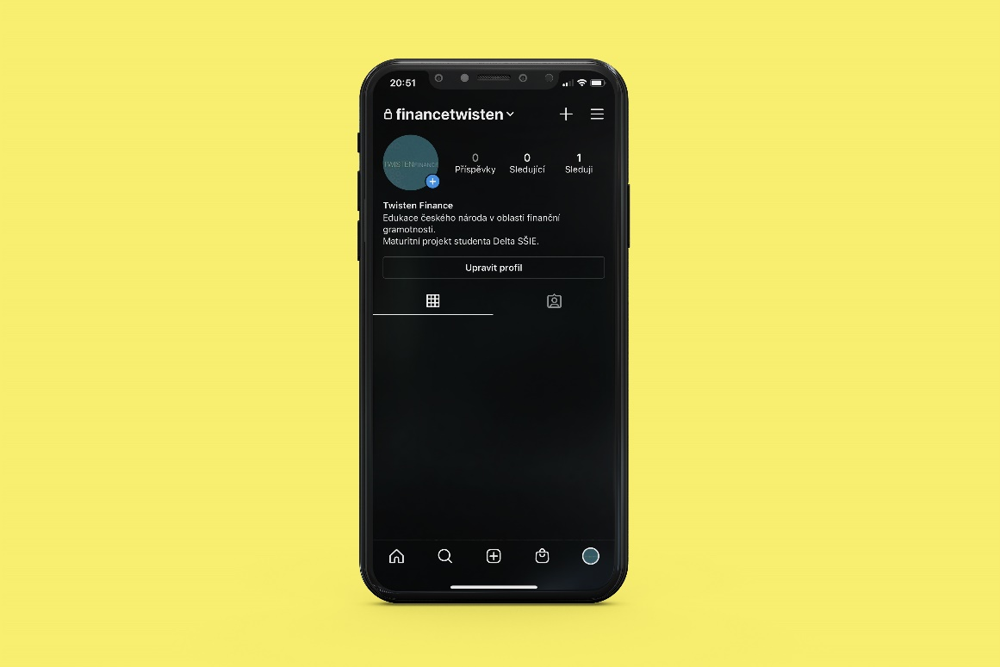 20:51
financetwisten
TWISTENFINANCE
0
0
1
Příspěvky
Sledující
Sleduji
Twisten Finance
Edukace českého národa v oblasti finanční
gramotnosti.
Maturitní projekt studenta Delta SŠIE.
Upravit profil